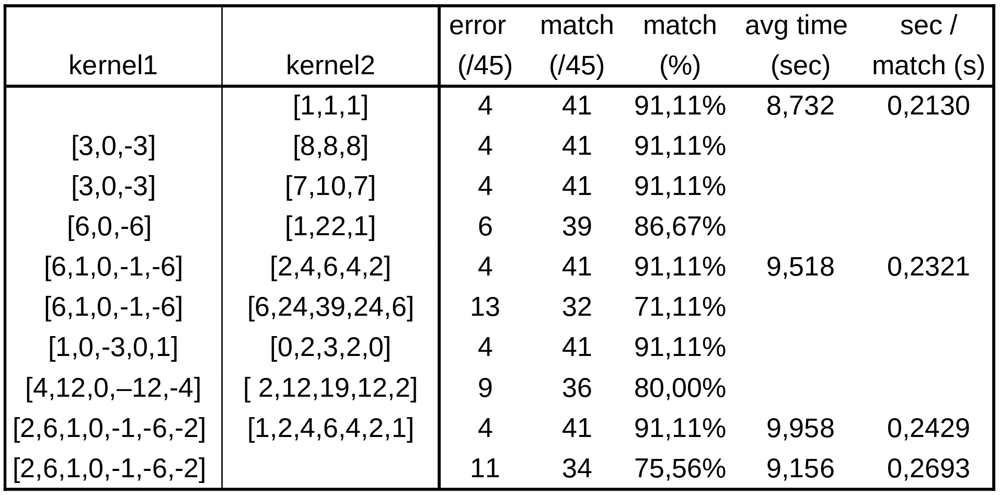 error match match avg time sec /
kernel1 kernel2 (/45) (/45) (%) (sec) match (s)
[1,1,1] 4 41 91,11% 8,732 0,2130
[3,0,-3] [8,8,8] 4 41 91,11%
[3,0,-3] [7,10,7] 4 41 91,11%
[6,0,-6] [1,22,1] 6 39 86,67%
[6,1,0,-1,-6] [2,4,6,4,2] 4 41 91,11% 9,518 0,2321
[6,1,0,-1,-6] [6,24,39,24,6] 13 32 71,11%
[1,0,-3,0,1] [0,2,3,2,0] 4 41 91,11%
[4,12,0,–12,-4] [ 2,12,19,12,2] 9 36 80,00%
[2,6,1,0,-1,-6,-2] [1,2,4,6,4,2,1] 4 41 91,11% 9,958 0,2429
[2,6,1,0,-1,-6,-2] 11 34 75,56% 9,156 0,2693